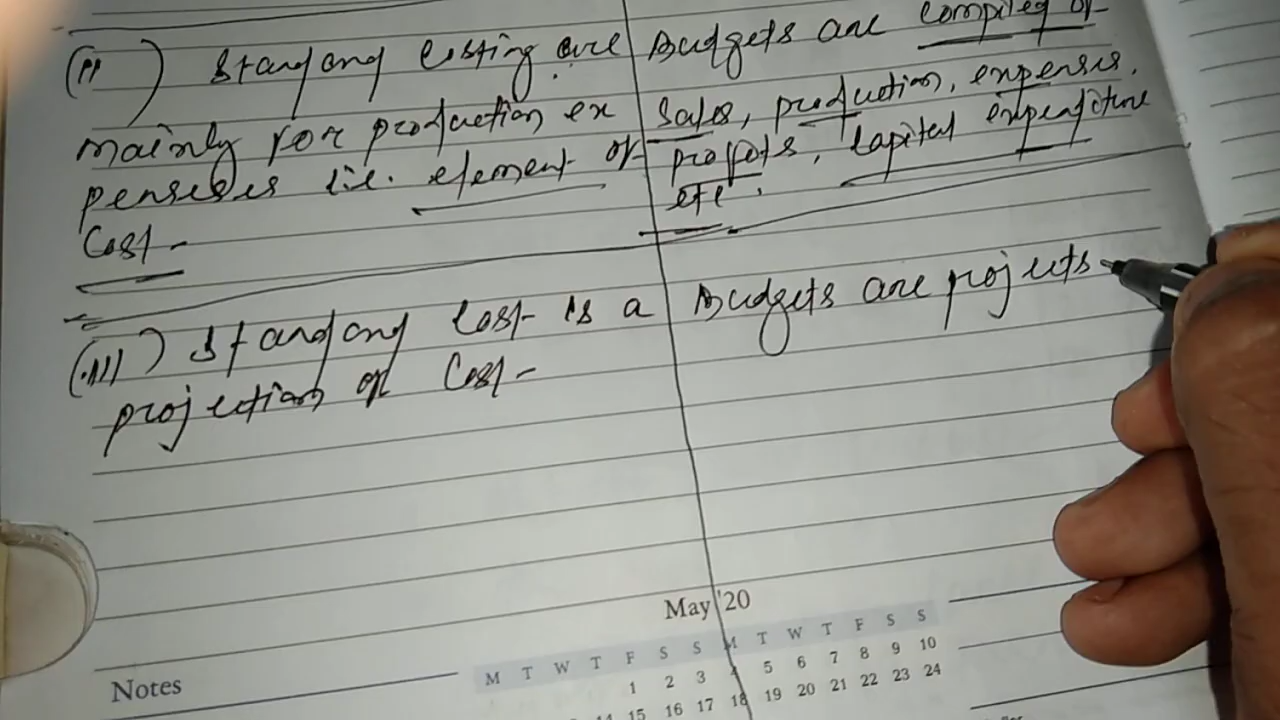 (ii) Standard costing are
mainly for production ex
penseses i.e. element of
Cost -
Budgets are compiled of
Sales, production, expenses,
profits, Capital expenditure
etc.
(iii) Standard Cost is a
projection of Cost -
Budgets are projects
May '20
M T W T F S S M T W T F S S
1 2 3 4 5 6 7 8 9 10
15 16 17 18 19 20 21 22 23 24
Notes